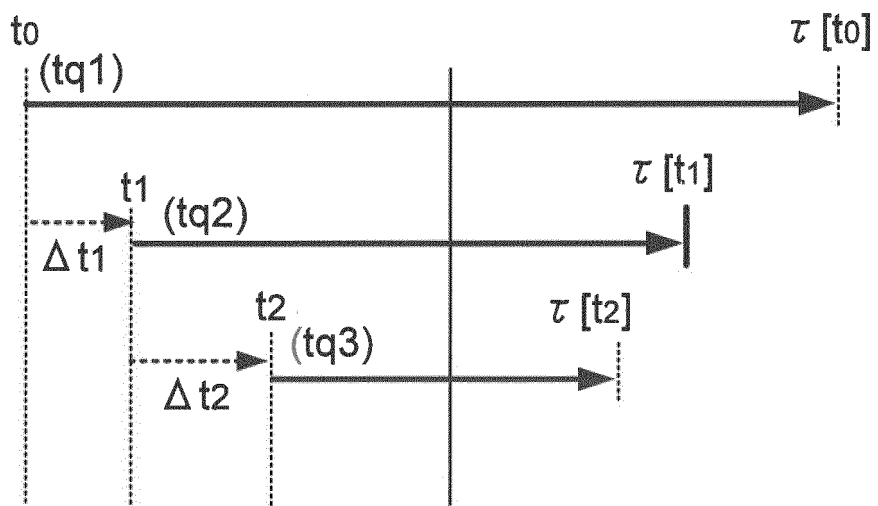 t0 τ [t0]
(tq1)
τ [t1]
t1 (tq2)
Δt1
t2 τ [t2]
(tq3)
Δt2